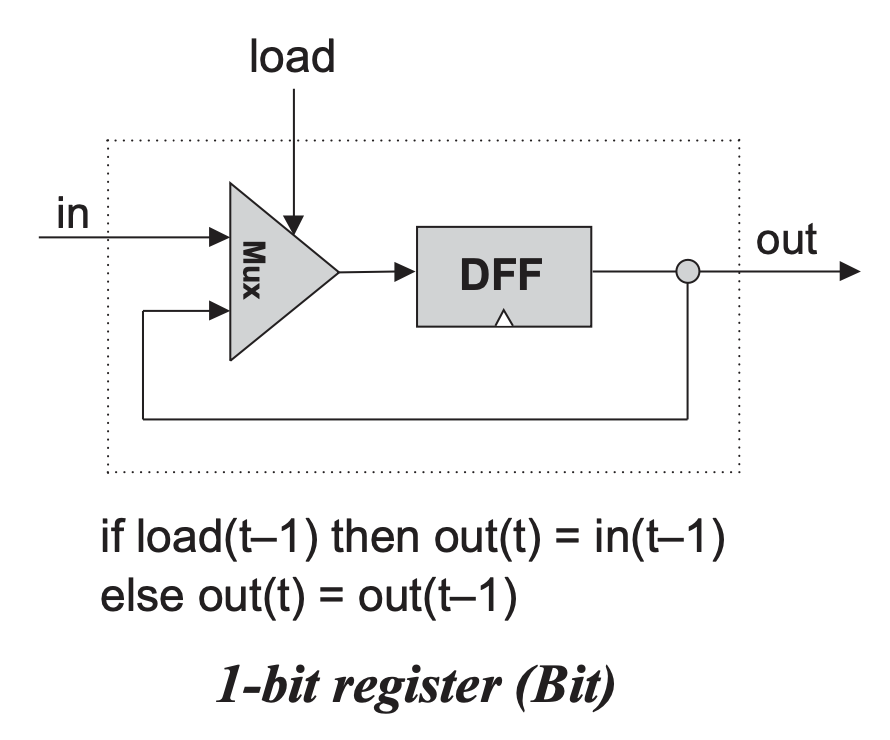 load
in
Mux
DFF
out
if load(t–1) then out(t) = in(t–1)
else out(t) = out(t–1)
1-bit register (Bit)